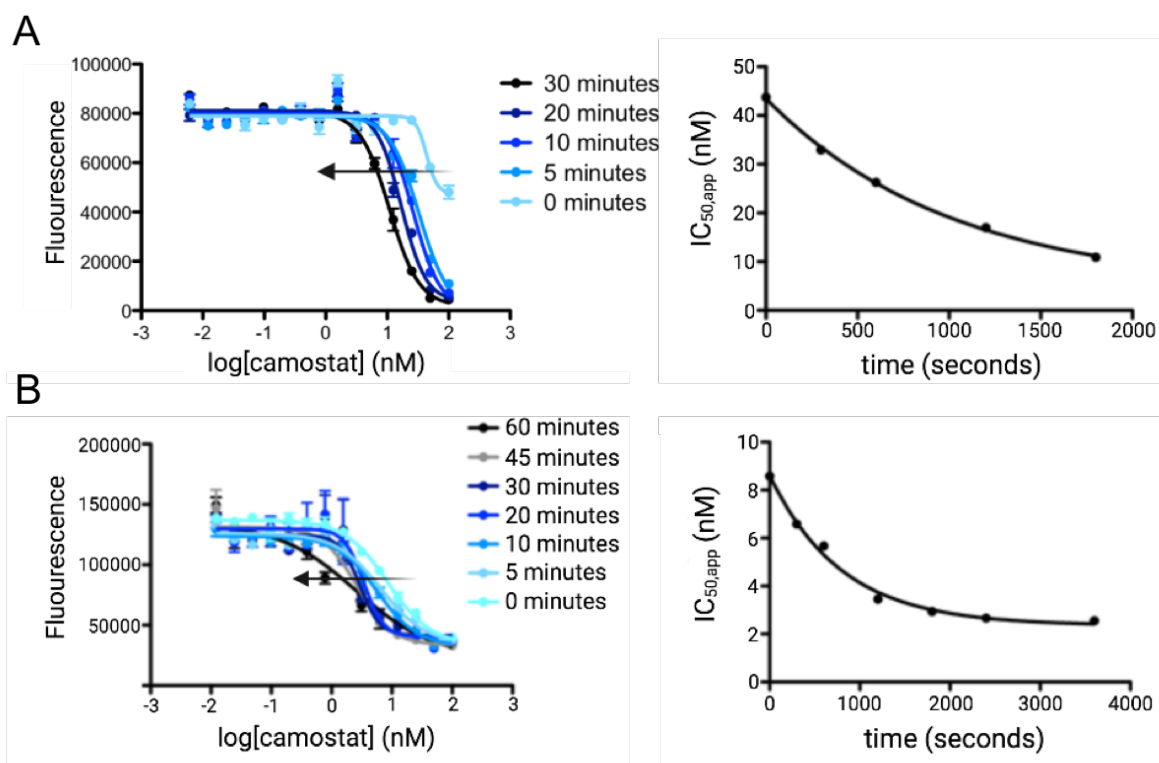 A
100000
80000
60000
40000
20000
0
Fluourescence
-3 -2 -1 0 1 2 3
log[camostat] (nM)
30 minutes
20 minutes
10 minutes
5 minutes
0 minutes
50
40
30
20
10
0
IC50,app (nM)
0 500 1000 1500 2000
time (seconds)
B
200000
150000
100000
50000
Fluourescence
-3 -2 -1 0 1 2 3
log[camostat] (nM)
60 minutes
45 minutes
30 minutes
20 minutes
10 minutes
5 minutes
0 minutes
10
8
6
4
2
0
IC50,app (nM)
0 1000 2000 3000 4000
time (seconds)